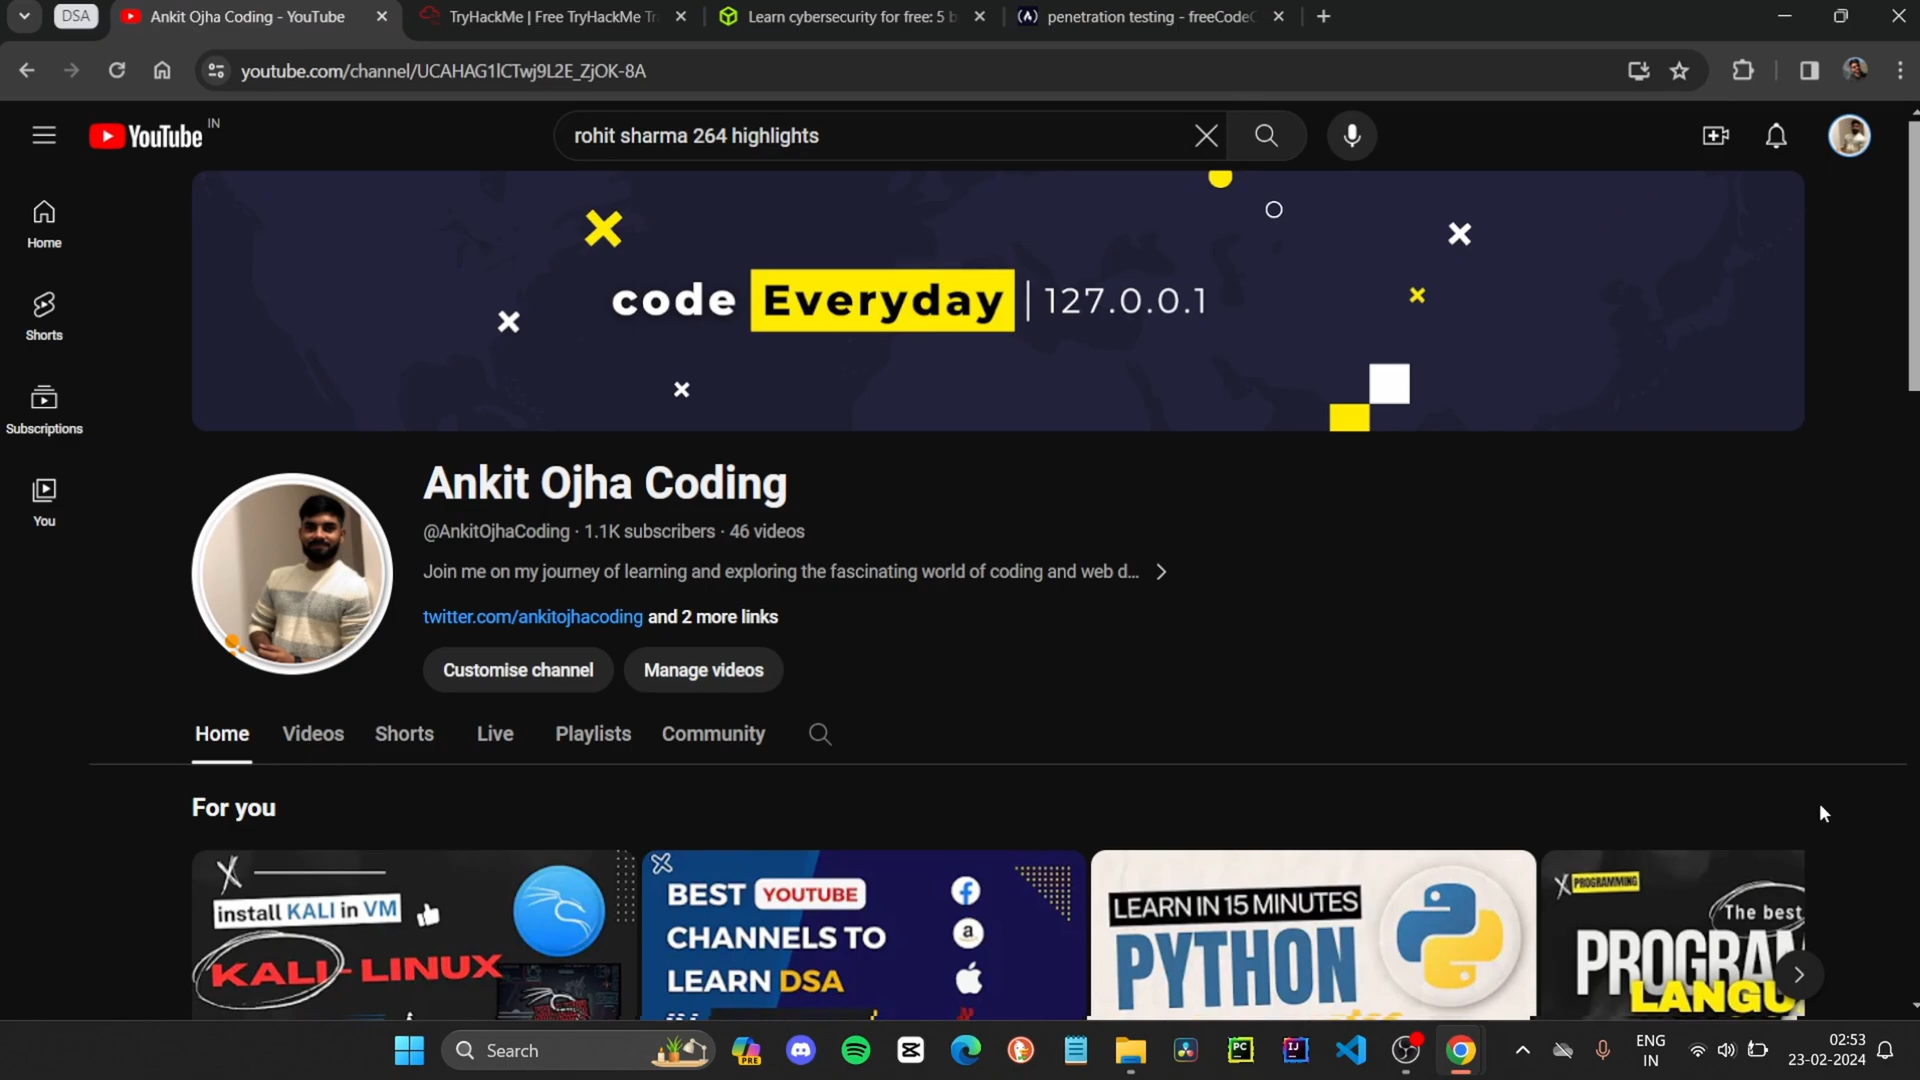 DSA
Ankit Ojha Coding - YouTube
TryHackMe | Free TryHackMe Tr
Learn cybersecurity for free: 5 b
penetration testing - freeCodeC
youtube.com/channel/UCAHAG1lCTwj9L2E_ZjOK-8A
YouTube IN
rohit sharma 264 highlights
Home
Shorts
Subscriptions
You
code Everyday | 127.0.0.1
Ankit Ojha Coding
@AnkitOjhaCoding · 1.1K subscribers · 46 videos
Join me on my journey of learning and exploring the fascinating world of coding and web d...
twitter.com/ankitojhacoding and 2 more links
Customise channel
Manage videos
Home
Videos
Shorts
Live
Playlists
Community
For you
install KALI in VM
KALI-LINUX
BEST YOUTUBE
CHANNELS TO
LEARN DSA
LEARN IN 15 MINUTES
PYTHON
PROGRAMMING
The best
PROGRAM
LANGU
Search
PRE
PC
IJ
ENG
IN
02:53
23-02-2024